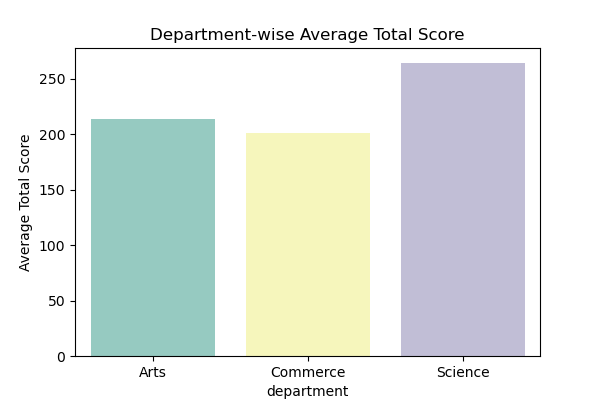 Department-wise Average Total Score
Average Total Score
250
200
150
100
50
0
Arts
Commerce
Science
department